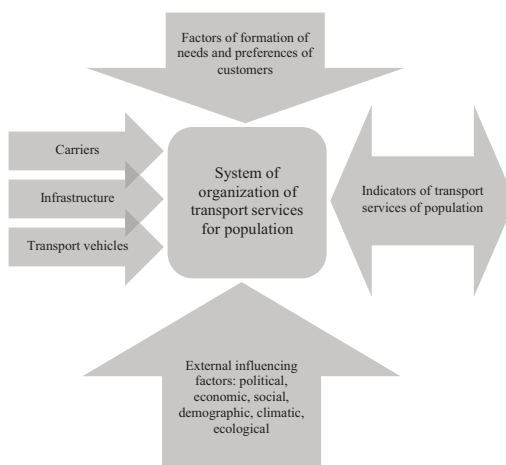 Factors of formation of
needs and preferences of
customers
Carriers
Infrastructure
Transport vehicles
System of
organization of
transport services
for population
Indicators of transport
services of population
External influencing
factors: political,
economic, social,
demographic, climatic,
ecological